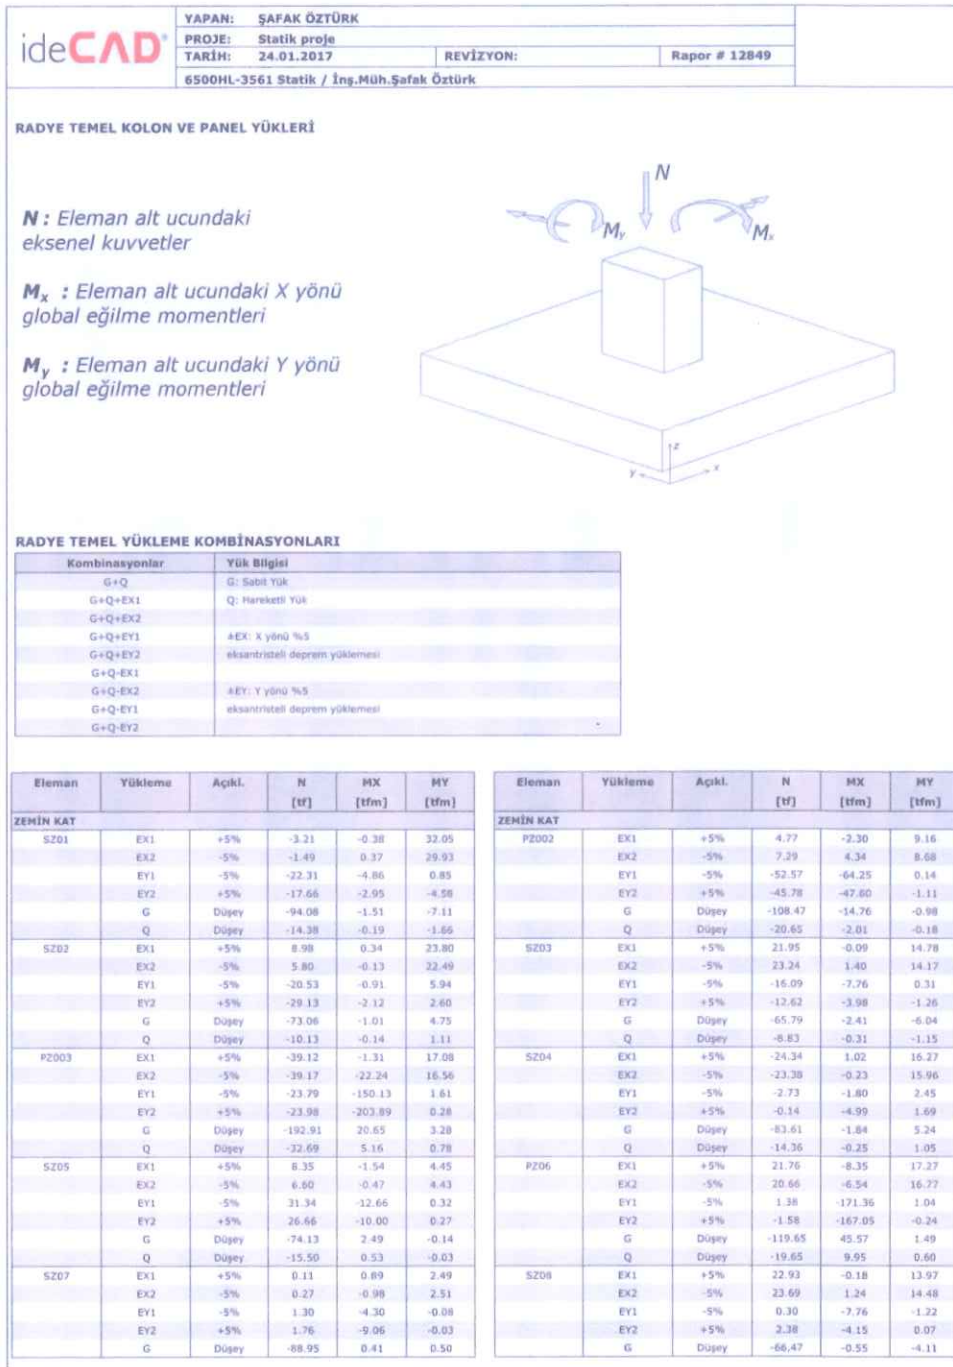 ideCAD
YAPAN: ŞAFAK ÖZTÜRK
PROJE: Statik proje
TARİH: 24.01.2017 REVİZYON: Rapor # 12849
6500HL-3561 Statik / İnş.Müh.Şafak Öztürk
RADYE TEMEL KOLON VE PANEL YÜKLERİ
N : Eleman alt ucundaki
eksenel kuvvetler
Mx : Eleman alt ucundaki X yönü
global eğilme momentleri
My : Eleman alt ucundaki Y yönü
global eğilme momentleri
N
My
Mx
z
y x
RADYE TEMEL YÜKLEME KOMBİNASYONLARI
Kombinasyonlar Yük Bilgisi
G+Q G: Sabit Yük
G+Q+EX1 Q: Hareketli Yük
G+Q+EX2
G+Q+EY1 ±EX: X yönü %5
G+Q+EY2 eksantristeli deprem yüklemesi
G+Q-EX1
G+Q-EX2 ±EY: Y yönü %5
G+Q-EY1 eksantristeli deprem yüklemesi
G+Q-EY2
Eleman Yükleme Açıkl. N MX MY
[tf] [tfm] [tfm]
ZEMİN KAT
SZ01 EX1 +5% -3.21 -0.38 32.05
EX2 -5% -1.49 0.37 29.93
EY1 -5% -22.31 -4.86 0.85
EY2 +5% -17.66 -2.95 -4.58
G Düşey -94.08 -1.51 -7.11
Q Düşey -14.38 -0.19 -1.66
SZ02 EX1 +5% 8.98 0.34 23.80
EX2 -5% 5.80 -0.13 22.49
EY1 -5% -20.53 -0.91 5.94
EY2 +5% -29.13 -2.12 2.60
G Düşey -73.06 -1.01 4.75
Q Düşey -10.13 -0.14 1.11
PZ003 EX1 +5% -39.12 -1.31 17.08
EX2 -5% -39.17 -22.24 16.56
EY1 -5% -23.79 -150.13 1.61
EY2 +5% -23.98 -203.89 0.28
G Düşey -192.91 20.65 3.28
Q Düşey -32.69 5.16 0.78
SZ05 EX1 +5% 8.35 -1.54 4.45
EX2 -5% 6.60 -0.47 4.43
EY1 -5% 31.34 -12.66 0.32
EY2 +5% 26.66 -10.00 0.27
G Düşey -74.13 2.49 -0.14
Q Düşey -15.50 0.53 -0.03
SZ07 EX1 +5% 0.11 0.89 2.49
EX2 -5% 0.27 -0.98 2.51
EY1 -5% 1.30 -4.30 -0.08
EY2 +5% 1.76 -9.06 -0.03
G Düşey -88.95 0.41 0.50
Eleman Yükleme Açıkl. N MX MY
[tf] [tfm] [tfm]
ZEMİN KAT
PZ002 EX1 +5% 4.77 -2.30 9.16
EX2 -5% 7.29 4.34 8.68
EY1 -5% -52.57 -64.25 0.14
EY2 +5% -45.78 -47.60 -1.11
G Düşey -108.47 -14.76 -0.98
Q Düşey -20.65 -2.01 -0.18
SZ03 EX1 +5% 21.95 -0.09 14.78
EX2 -5% 23.24 1.40 14.17
EY1 -5% -16.09 -7.76 0.31
EY2 +5% -12.62 -3.98 -1.26
G Düşey -65.79 -2.41 -6.04
Q Düşey -8.83 -0.31 -1.15
SZ04 EX1 +5% -24.34 1.02 16.27
EX2 -5% -23.38 -0.23 15.96
EY1 -5% -2.73 -1.80 2.45
EY2 +5% -0.14 -4.99 1.69
G Düşey -83.61 -1.84 5.24
Q Düşey -14.36 -0.25 1.05
PZ06 EX1 +5% 21.76 -8.35 17.27
EX2 -5% 20.66 -6.54 16.77
EY1 -5% 1.38 -171.36 1.04
EY2 +5% -1.58 -167.05 -0.24
G Düşey -119.65 45.57 1.49
Q Düşey -19.65 9.95 0.60
SZ08 EX1 +5% 22.93 -0.18 13.97
EX2 -5% 23.69 1.24 14.48
EY1 -5% 0.30 -7.76 -1.22
EY2 +5% 2.38 -4.15 0.07
G Düşey -66,47 -0.55 -4.11